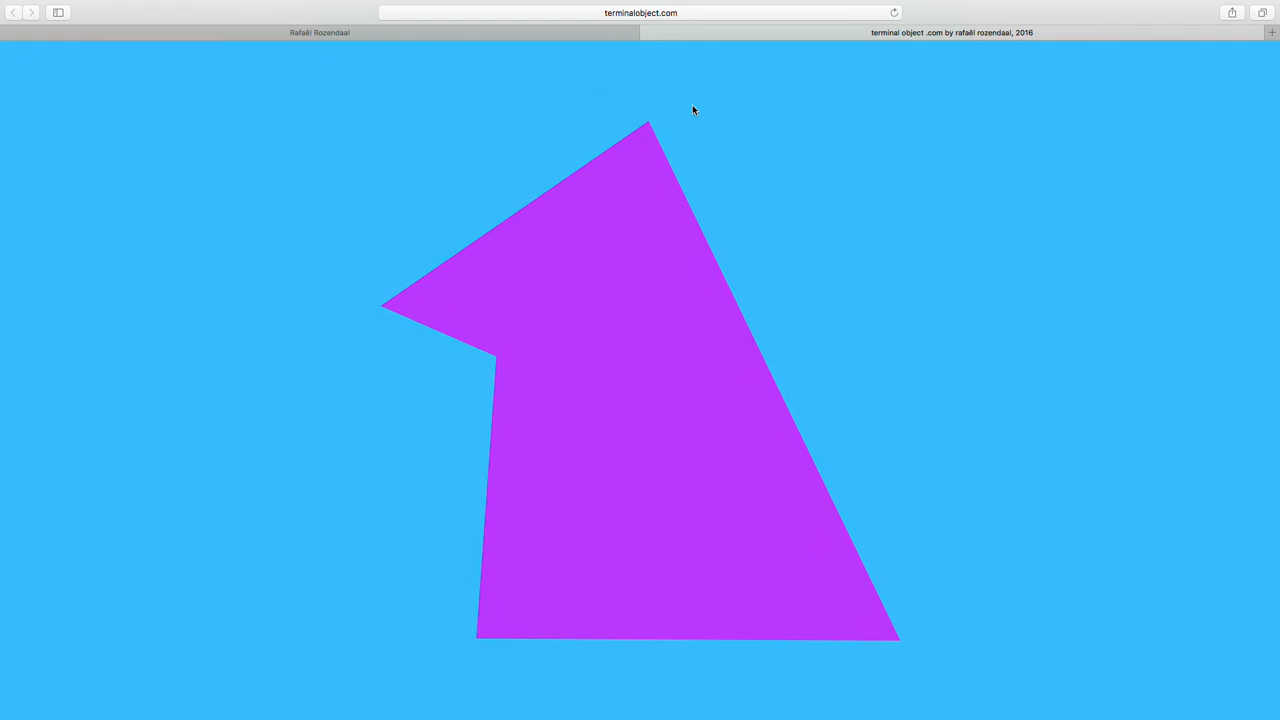 terminalobject.com
Rafaël Rozendaal
terminal object .com by rafaël rozendaal, 2016